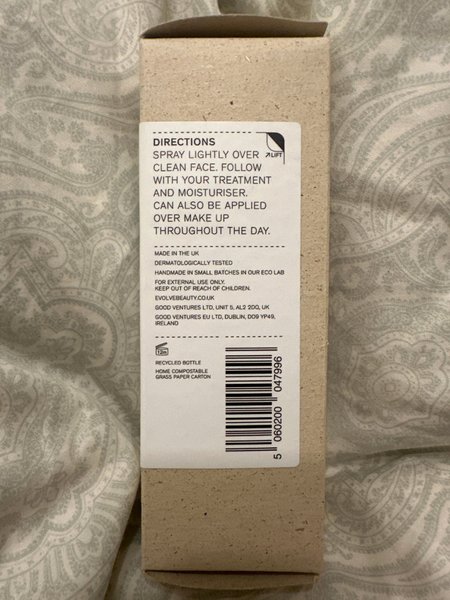 DIRECTIONS
LIFT
SPRAY LIGHTLY OVER
CLEAN FACE. FOLLOW
WITH YOUR TREATMENT
AND MOISTURISER.
CAN ALSO BE APPLIED
OVER MAKE UP
THROUGHOUT THE DAY.
MADE IN THE UK
DERMATOLOGICALLY TESTED
HANDMADE IN SMALL BATCHES IN OUR ECO LAB
FOR EXTERNAL USE ONLY.
KEEP OUT OF REACH OF CHILDREN.
EVOLVEBEAUTY.CO.UK
GOOD VENTURES LTD, UNIT 5, AL2 2DQ, UK
GOOD VENTURES EU LTD, DUBLIN, D09 YP49,
IRELAND
12m
RECYCLED BOTTLE
HOME COMPOSTABLE
GRASS PAPER CARTON
5 060200 047996